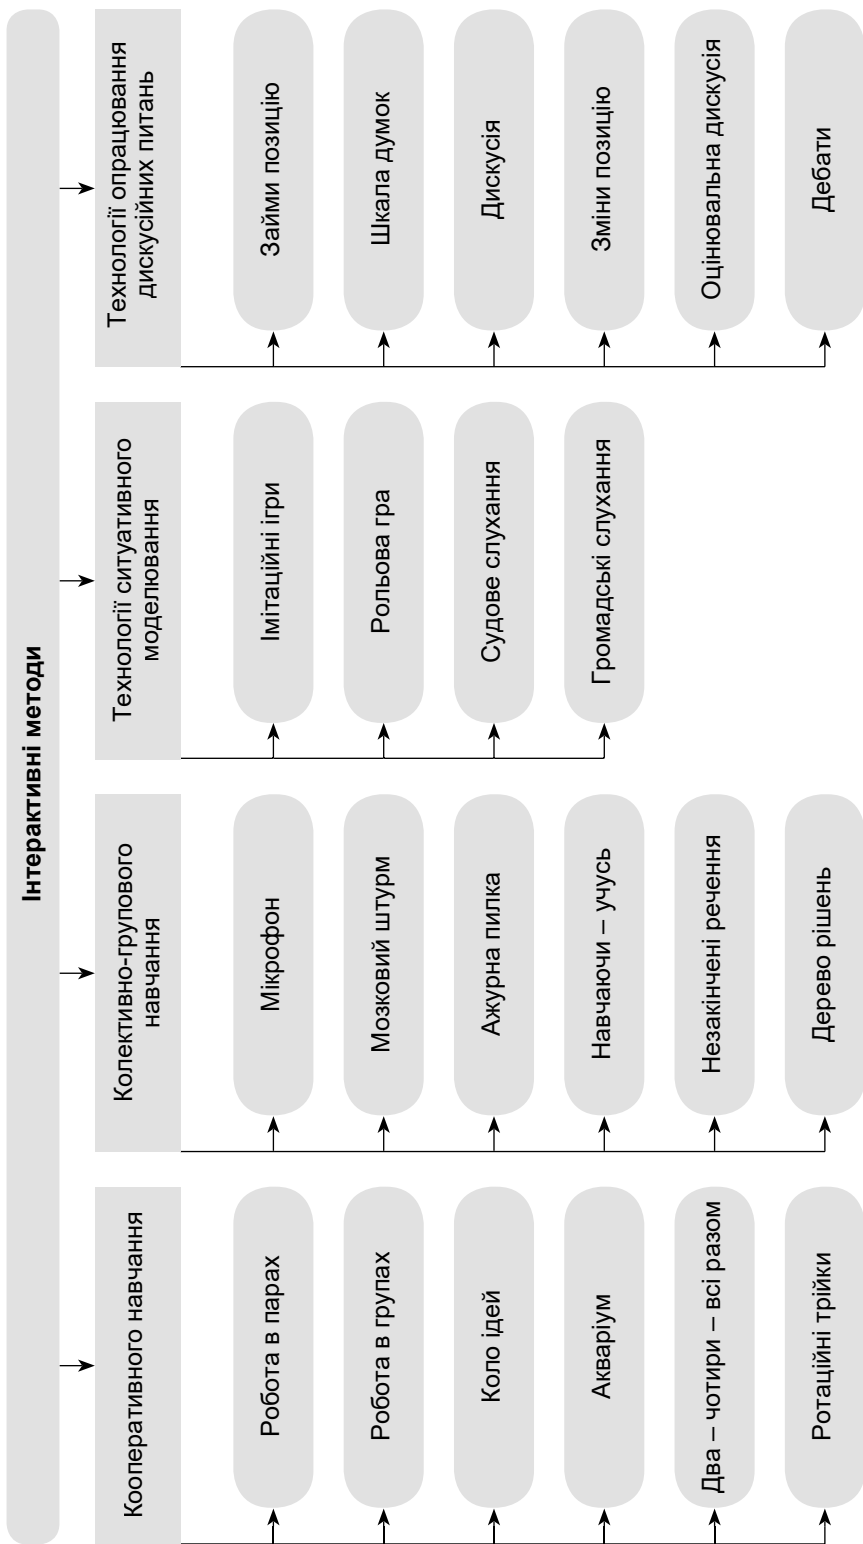 Інтерактивні методи
Кооперативного навчання
Робота в парах
Робота в групах
Коло ідей
Акваріум
Два – чотири – всі разом
Ротаційні трійки
Колективно-групового
навчання
Мікрофон
Мозковий штурм
Ажурна пилка
Навчаючи – учусь
Незакінчені речення
Дерево рішень
Технології ситуативного
моделювання
Імітаційні ігри
Рольова гра
Судове слухання
Громадські слухання
Технології опрацювання
дискусійних питань
Займи позицію
Шкала думок
Дискусія
Зміни позицію
Оцінювальна дискусія
Дебати